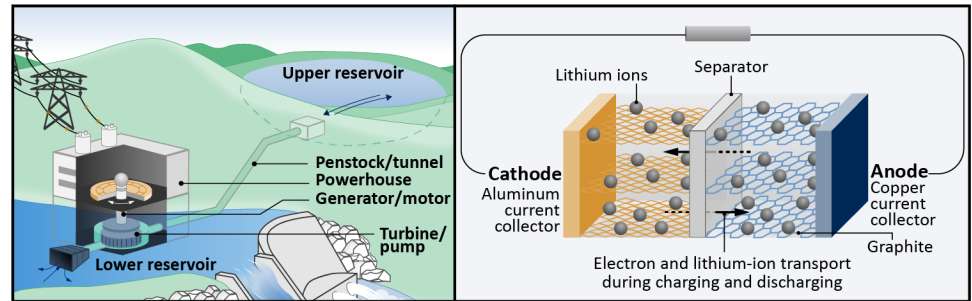 Upper reservoir
Penstock/tunnel
Powerhouse
Generator/motor
Turbine/
pump
Lower reservoir
Lithium ions
Separator
Cathode
Aluminum
current
collector
Anode
Copper
current
collector
Graphite
Electron and lithium-ion transport
during charging and discharging